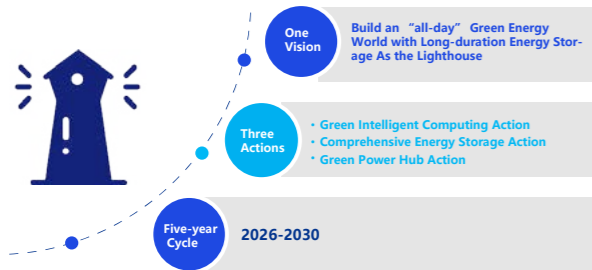 One
Vision
Build an “all-day” Green Energy
World with Long-duration Energy Stor-
age As the Lighthouse
Three
Actions
· Green Intelligent Computing Action
· Comprehensive Energy Storage Action
· Green Power Hub Action
Five-year
Cycle
2026-2030